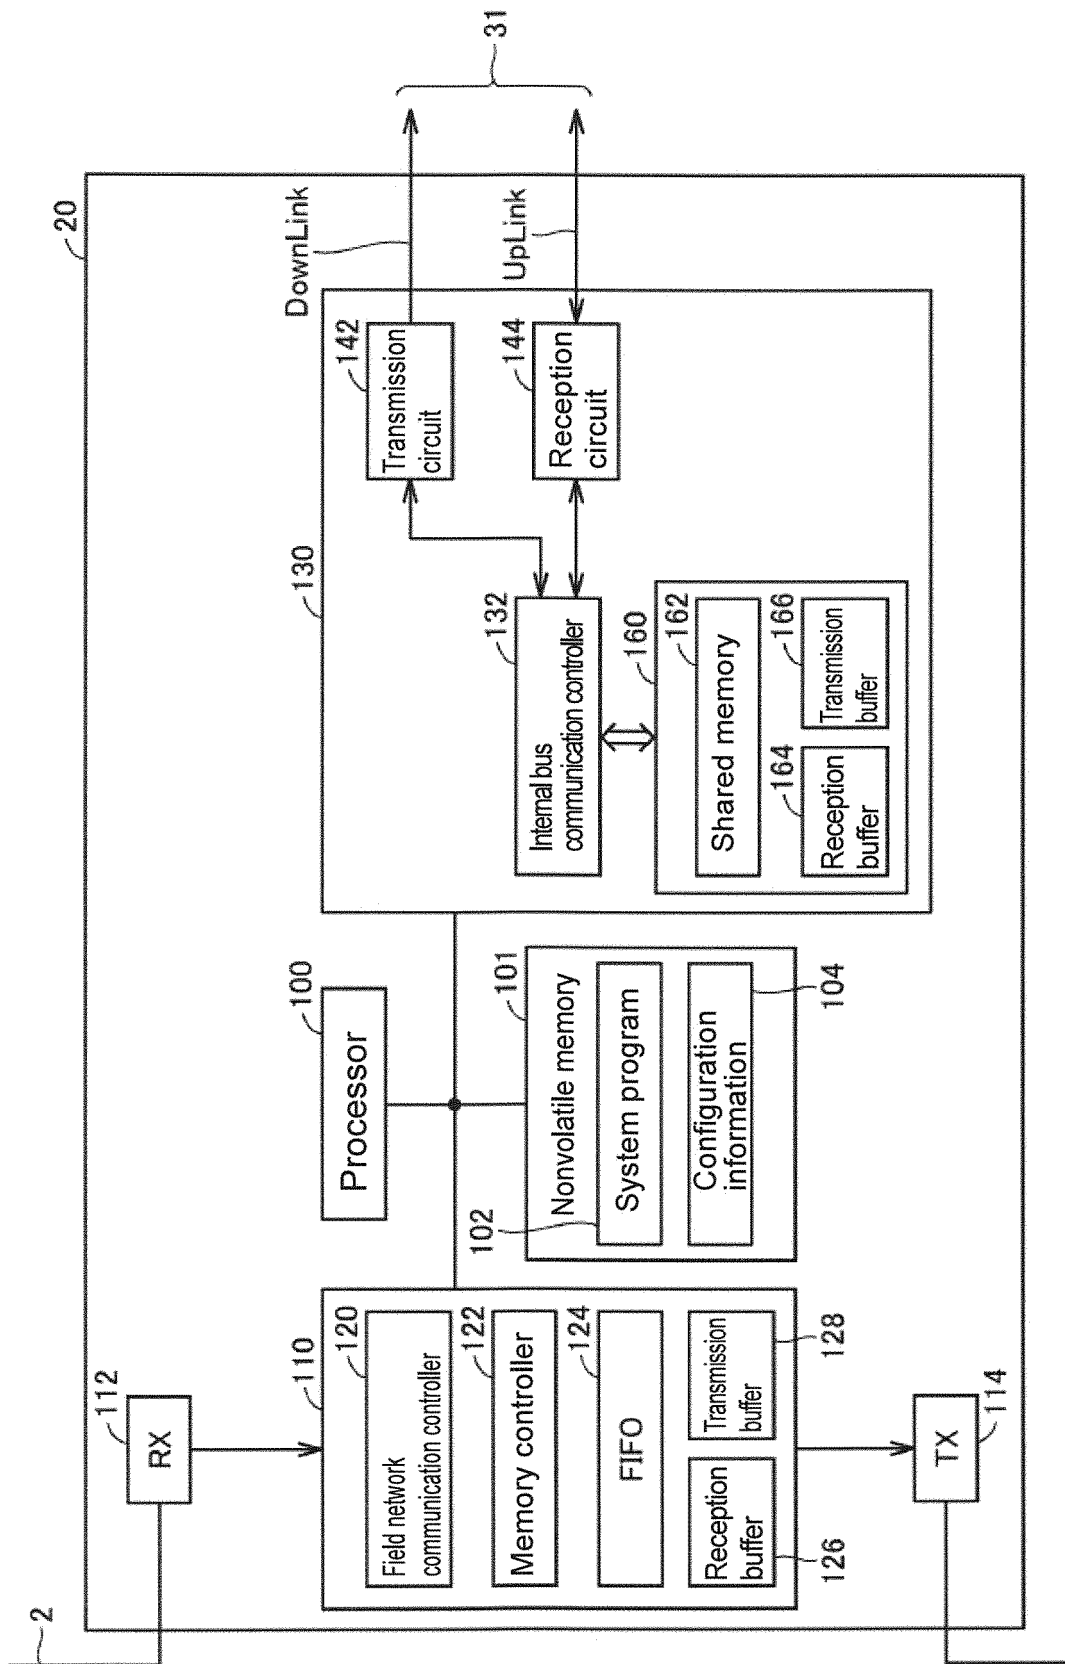 2
20
31
DownLink
UpLink
112
RX
110
120
Field network
communication controller
122
Memory controller
124
FIFO
126
Reception
buffer
128
Transmission
buffer
114
TX
100
Processor
101
Nonvolatile memory
102
System program
104
Configuration
information
130
132
Internal bus
communication controller
142
Transmission
circuit
144
Reception
circuit
160
162
Shared memory
164
Reception
buffer
166
Transmission
buffer